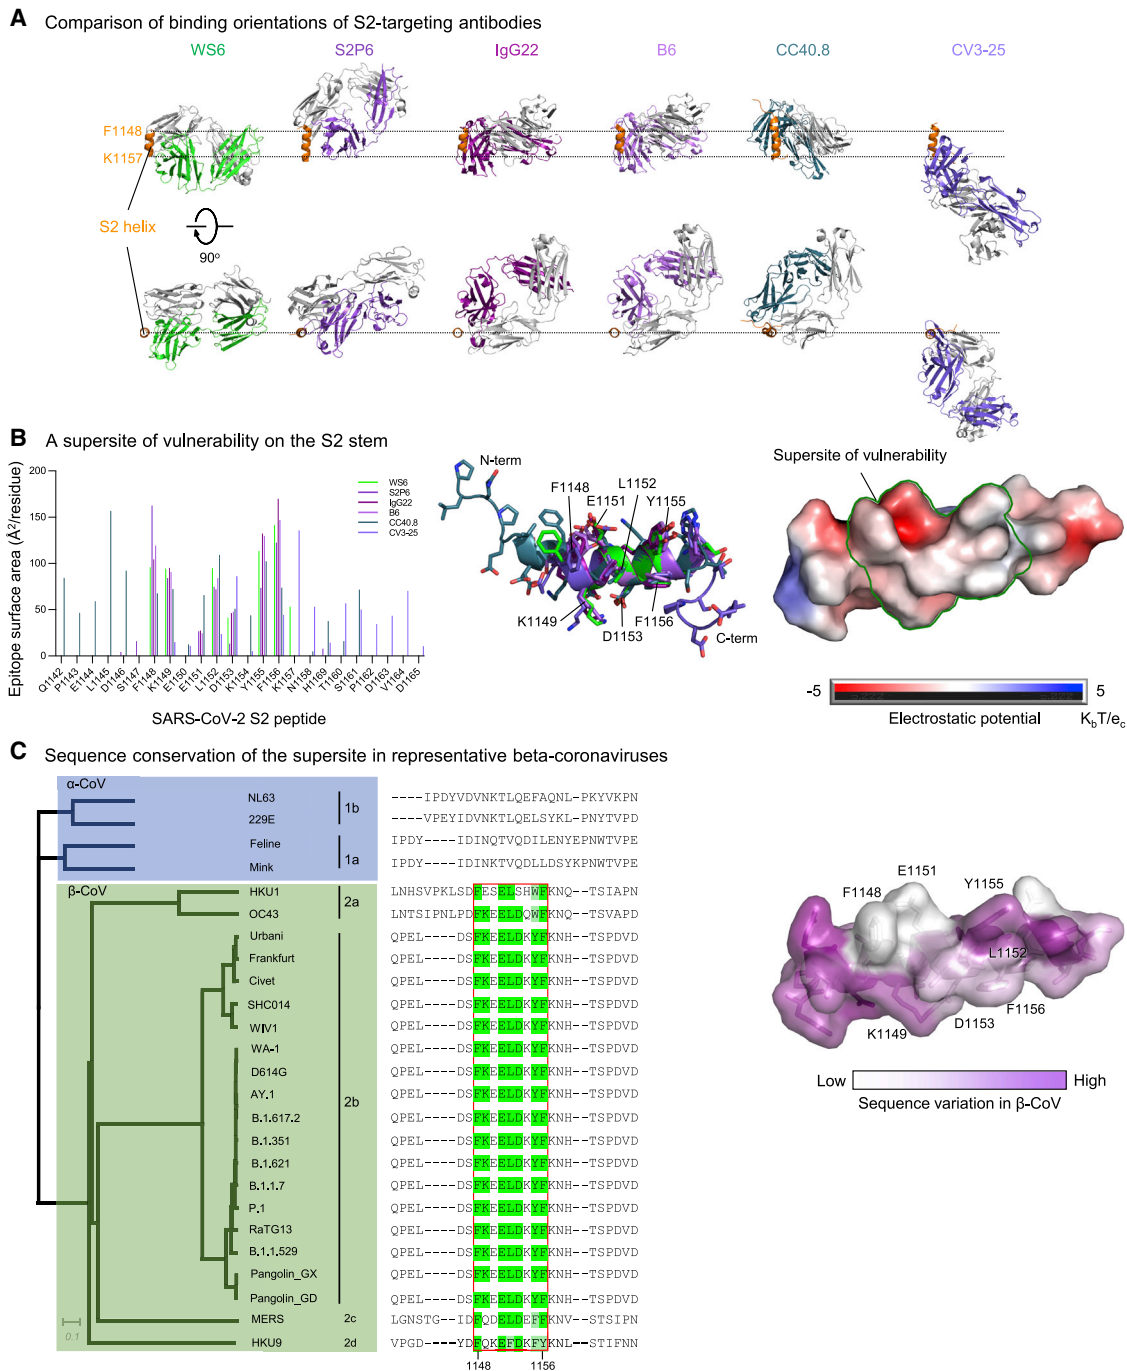 A Comparison of binding orientations of S2-targeting antibodies
WS6 S2P6 IgG22 B6 CC40.8 CV3-25
F1148
K1157
S2 helix
90°
B A supersite of vulnerability on the S2 stem
Epitope surface area (Å²/residue)
200
150
100
50
0
WS6
S2P6
IgG22
B6
CC40.8
CV3-25
Q1142 P1143 E1144 L1145 D1146 S1147 F1148 K1149 E1150 E1151 L1152 D1153 K1154 Y1155 F1156 K1157 N1158 H1169 T1160 S1161 P1162 D1163 V1164 D1165
SARS-CoV-2 S2 peptide
N-term
F1148
E1151
L1152
Y1155
K1149
D1153
F1156
C-term
Supersite of vulnerability
-5 5
Electrostatic potential K_bT/e_c
C Sequence conservation of the supersite in representative beta-coronaviruses
α-CoV
NL63 ----IPDYVDVNKTLQEFAQNL-PKYVKPN
1b
229E ----VPEYIDVNKTLQELSYKL-PNYTVPD
Feline IPDY----IDINQTVQDILENYEPNWTVPE
1a
Mink IPDY----IDINKTVQDLLDSYKPNWTVPE
β-CoV
HKU1 LNHSVPKLSDFESELSHWFKNQ--TSIAPN
2a
OC43 LNTSIPNLPDFKEELDQWFKNQ--TSVAPD
Urbani QPEL----DSFKEELDKYFKNH--TSPDVD
Frankfurt QPEL----DSFKEELDKYFKNH--TSPDVD
Civet QPEL----DSFKEELDKYFKNH--TSPDVD
SHC014 QPEL----DSFKEELDKYFKNH--TSPDVD
WIV1 QPEL----DSFKEELDKYFKNH--TSPDVD
WA-1 QPEL----DSFKEELDKYFKNH--TSPDVD
D614G QPEL----DSFKEELDKYFKNH--TSPDVD
AY.1 QPEL----DSFKEELDKYFKNH--TSPDVD
2b
B.1.617.2 QPEL----DSFKEELDKYFKNH--TSPDVD
B.1.351 QPEL----DSFKEELDKYFKNH--TSPDVD
B.1.621 QPEL----DSFKEELDKYFKNH--TSPDVD
B.1.1.7 QPEL----DSFKEELDKYFKNH--TSPDVD
P.1 QPEL----DSFKEELDKYFKNH--TSPDVD
RaTG13 QPEL----DSFKEELDKYFKNH--TSPDVD
B.1.1.529 QPEL----DSFKEELDKYFKNH--TSPDVD
Pangolin_GX QPEL----DSFKEELDKYFKNH--TSPDVD
Pangolin_GD QPEL----DSFKEELDKYFKNH--TSPDVD
MERS 2c LGNSTG-IDFQDELDEFFKNV--STSIPN
HKU9 2d VPGD----YDFQKEFDKFYKNL--STIFNN
0.1
1148 1156
E1151
F1148
Y1155
L1152
K1149
D1153
F1156
Low High
Sequence variation in β-CoV